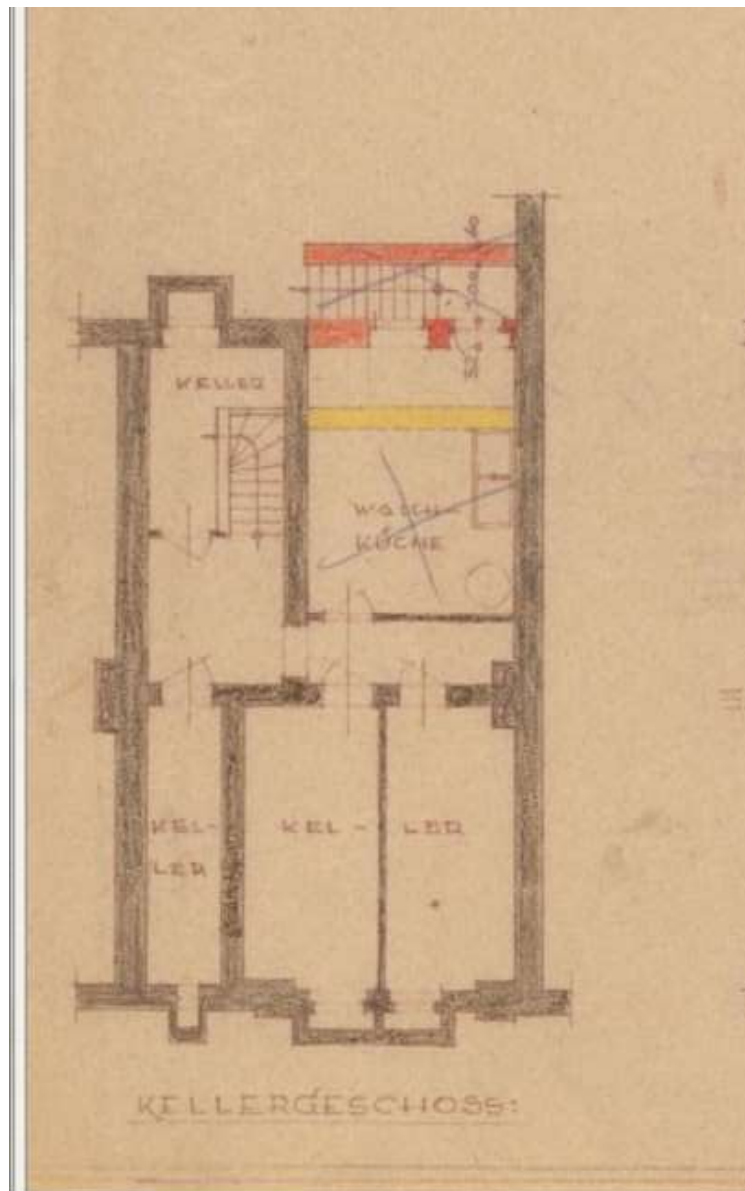 KELLER
WASCH-
KÜCHE
KEL-
LER
KEL - LER
KELLERGESCHOSS: